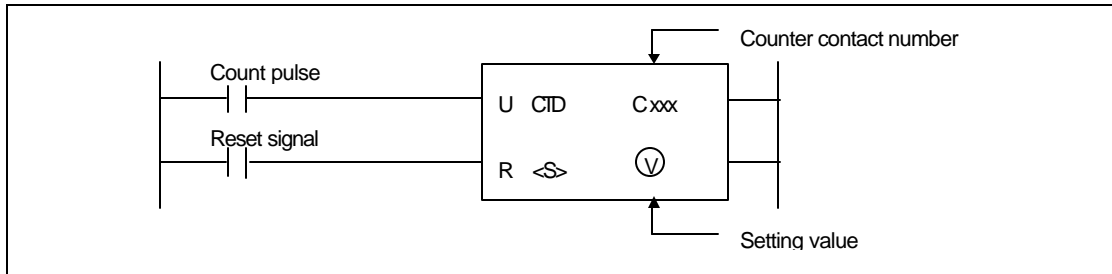 Counter contact number
Count pulse
U CTD Cxxx
Reset signal
R <S> V
Setting value